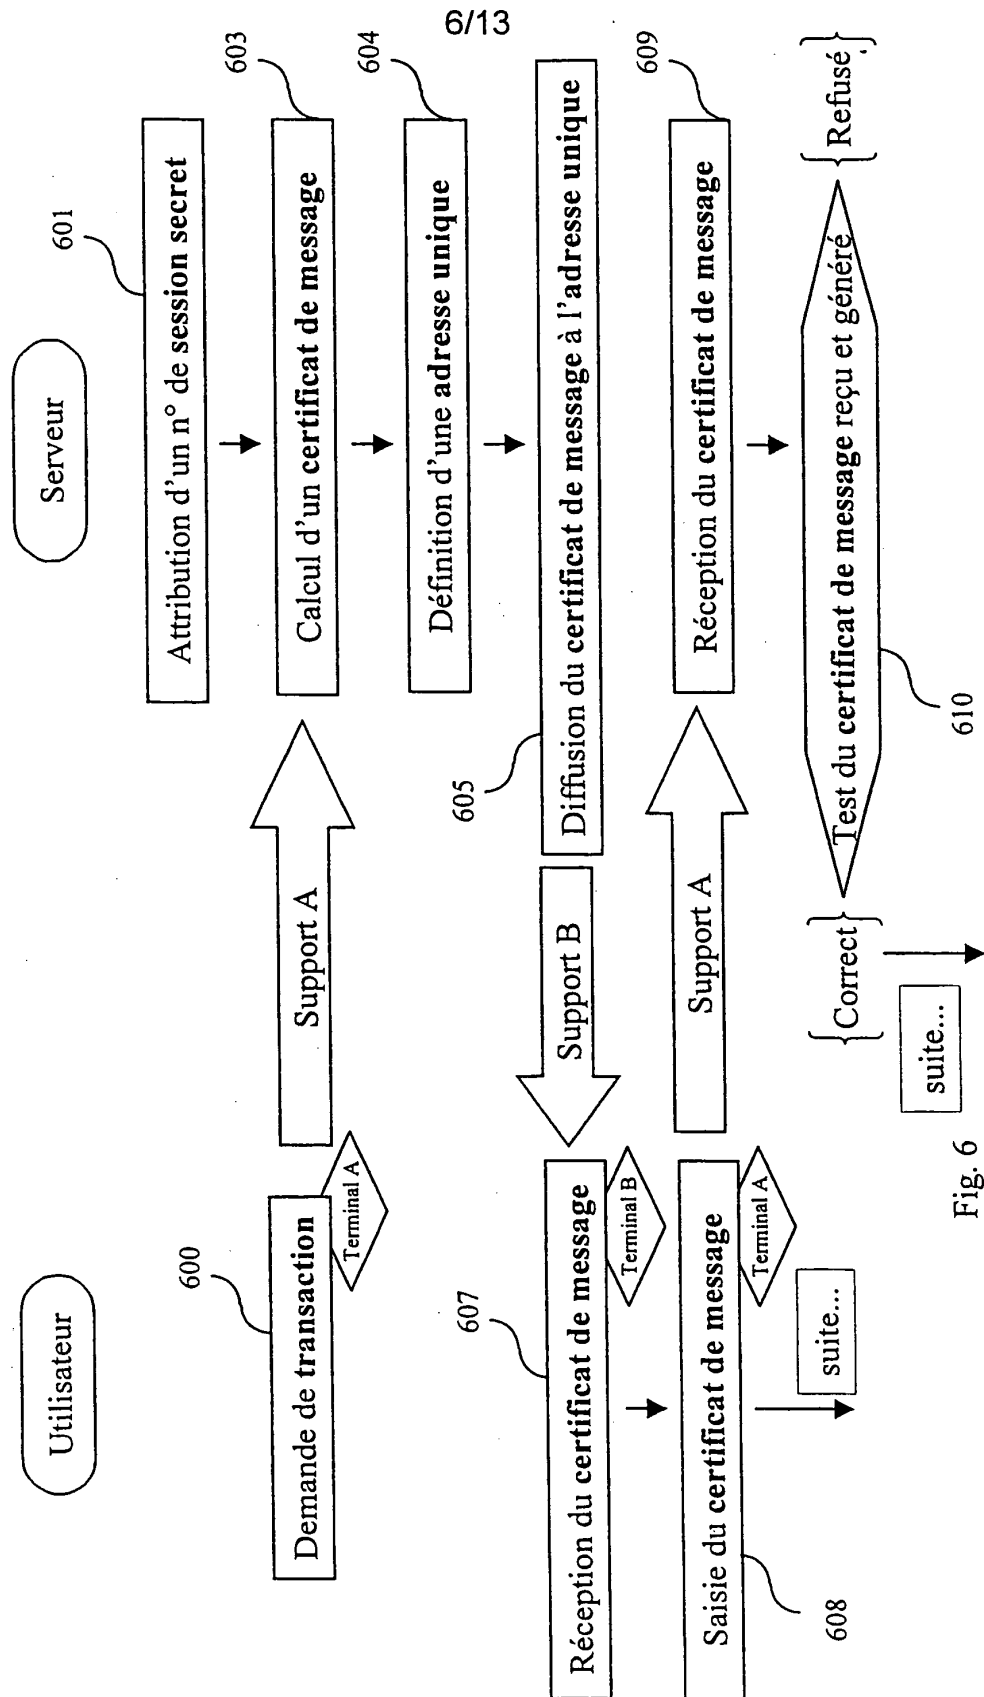 6/13
Utilisateur
Serveur
601
Attribution d'un n° de session secret
600
Demande de transaction
Terminal A
Support A
603
Calcul d'un certificat de message
604
Définition d'une adresse unique
605
Diffusion du certificat de message à l'adresse unique
Support B
607
Réception du certificat de message
Terminal B
608
Saisie du certificat de message
Terminal A
Support A
609
Réception du certificat de message
suite...
610
Test du certificat de message reçu et généré
{Correct}
{Refusé}
suite...
Fig. 6